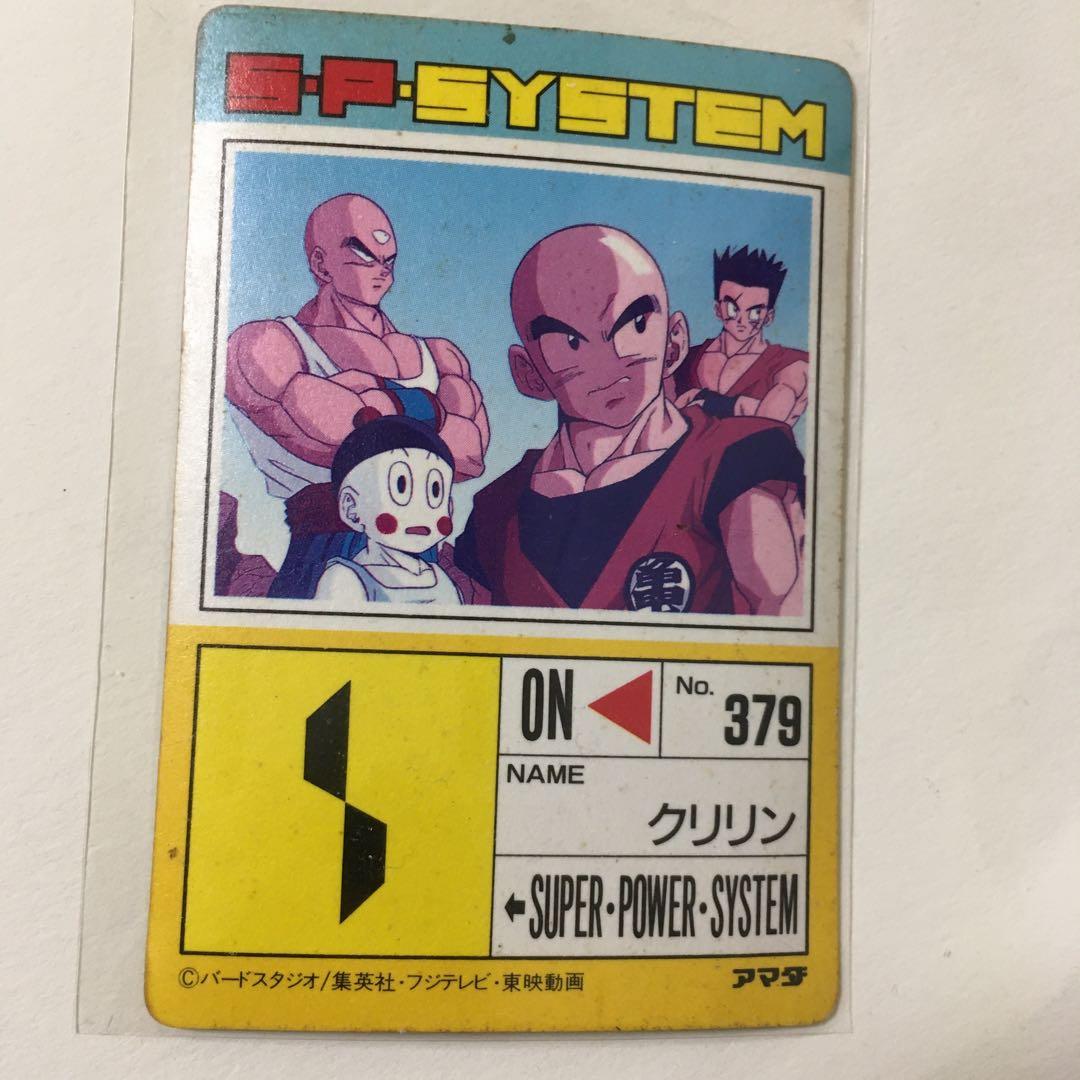 S·P·SYSTEM
亀
ON
No. 379
NAME
クリリン
SUPER·POWER·SYSTEM
©バードスタジオ/集英社·フジテレビ·東映動画
アマダ